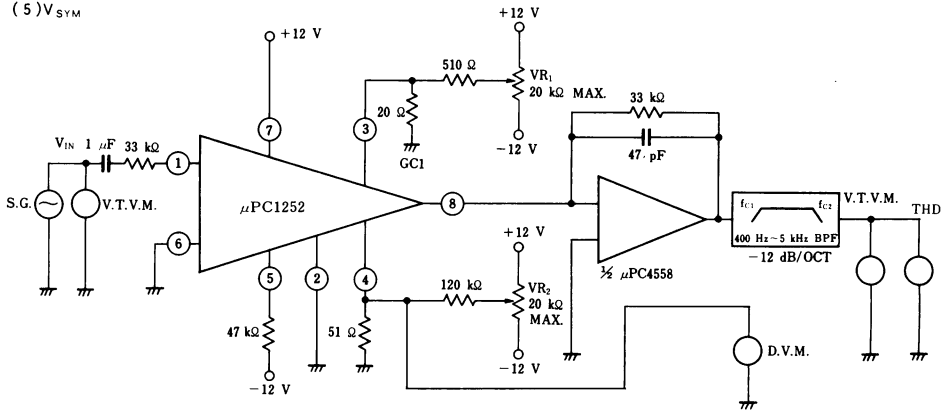 (5) V_SYM
+12 V
+12 V
510 Ω
VR₁
20 kΩ MAX.
20 Ω
−12 V
GC1
33 kΩ
47 pF
7
3
V_IN 1 μF 33 kΩ
1
S.G.
V.T.V.M.
μPC1252
8
6
5
2
4
+12 V
120 kΩ
VR₂
20 kΩ
MAX.
47 kΩ
51 Ω
−12 V
−12 V
½ μPC4558
f_C1 f_C2
400 Hz~5 kHz BPF
−12 dB/OCT
V.T.V.M.
THD
D.V.M.